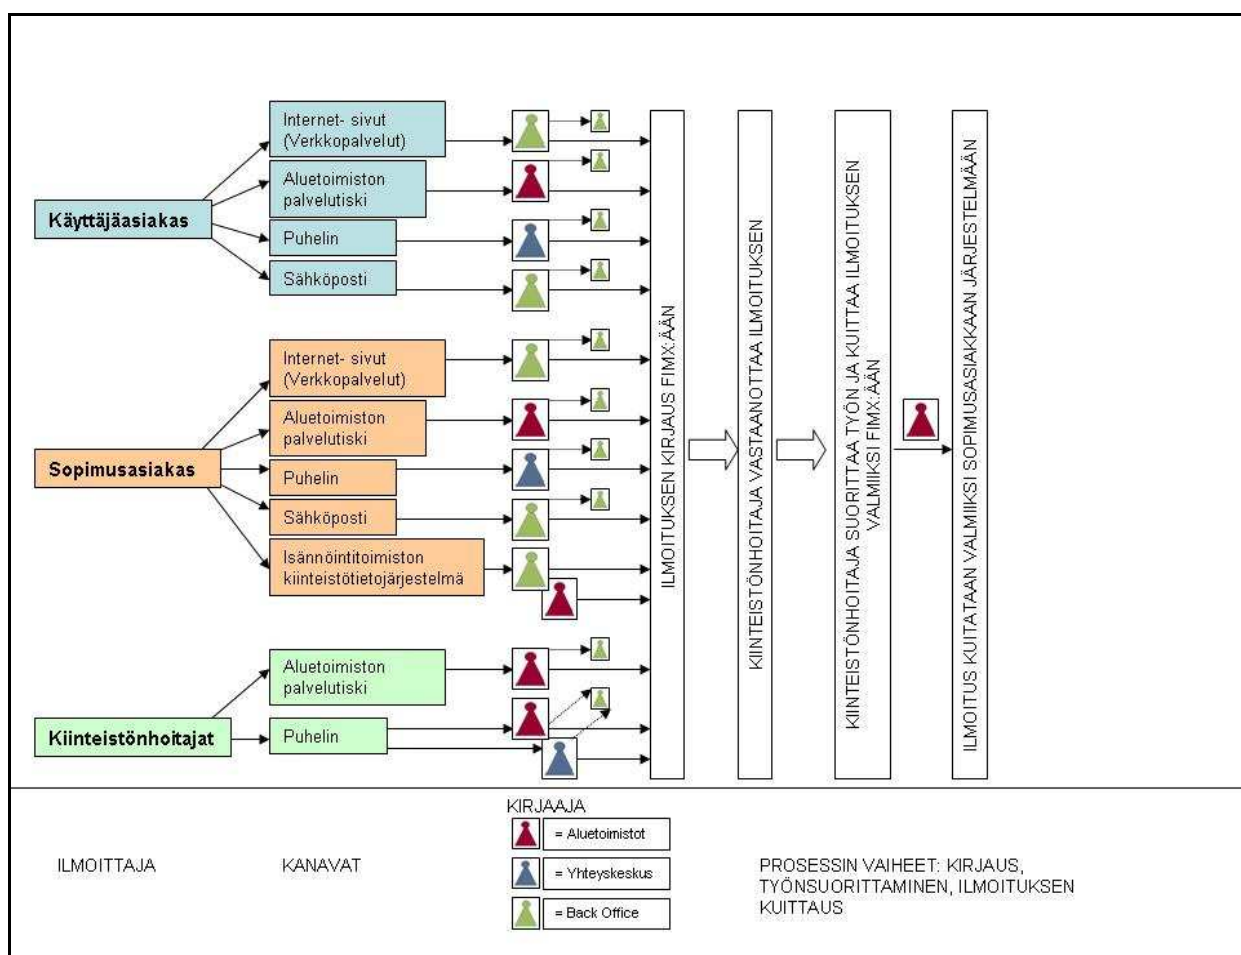 Käyttäjäasiakas
Internet- sivut
(Verkkopalvelut)
Aluetoimiston
palvelutiski
Puhelin
Sähköposti
Sopimusasiakas
Internet- sivut
(Verkkopalvelut)
Aluetoimiston
palvelutiski
Puhelin
Sähköposti
Isännöintitoimiston
kiinteistötietojärjestelmä
Kiinteistönhoitajat
Aluetoimiston
palvelutiski
Puhelin
ILMOITUKSEN KIRJAUS FIMX:ÄÄN
KIINTEISTÖNHOITAJA VASTAANOTTAA ILMOITUKSEN
KIINTEISTÖNHOITAJA SUORITTAA TYÖN JA KUITTAA ILMOITUKSEN
VALMIIKSI FIMX:ÄÄN
ILMOITUS KUITATAAN VALMIIKSI SOPIMUSASIAKKAAN JÄRJESTELMÄÄN
ILMOITTAJA
KANAVAT
KIRJAAJA
= Aluetoimistot
= Yhteyskeskus
= Back Office
PROSESSIN VAIHEET: KIRJAUS,
TYÖNSUORITTAMINEN, ILMOITUKSEN
KUITTAUS